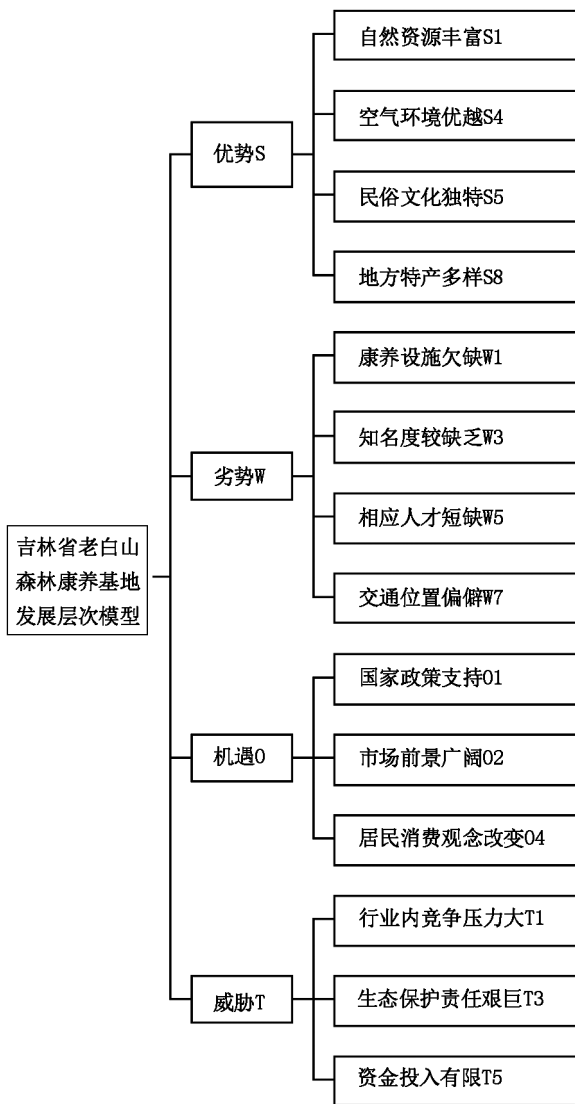 吉林省老白山
森林康养基地
发展层次模型
优势S
自然资源丰富S1
空气环境优越S4
民俗文化独特S5
地方特产多样S8
劣势W
康养设施欠缺W1
知名度较缺乏W3
相应人才短缺W5
交通位置偏僻W7
机遇O
国家政策支持O1
市场前景广阔O2
居民消费观念改变O4
威胁T
行业内竞争压力大T1
生态保护责任艰巨T3
资金投入有限T5